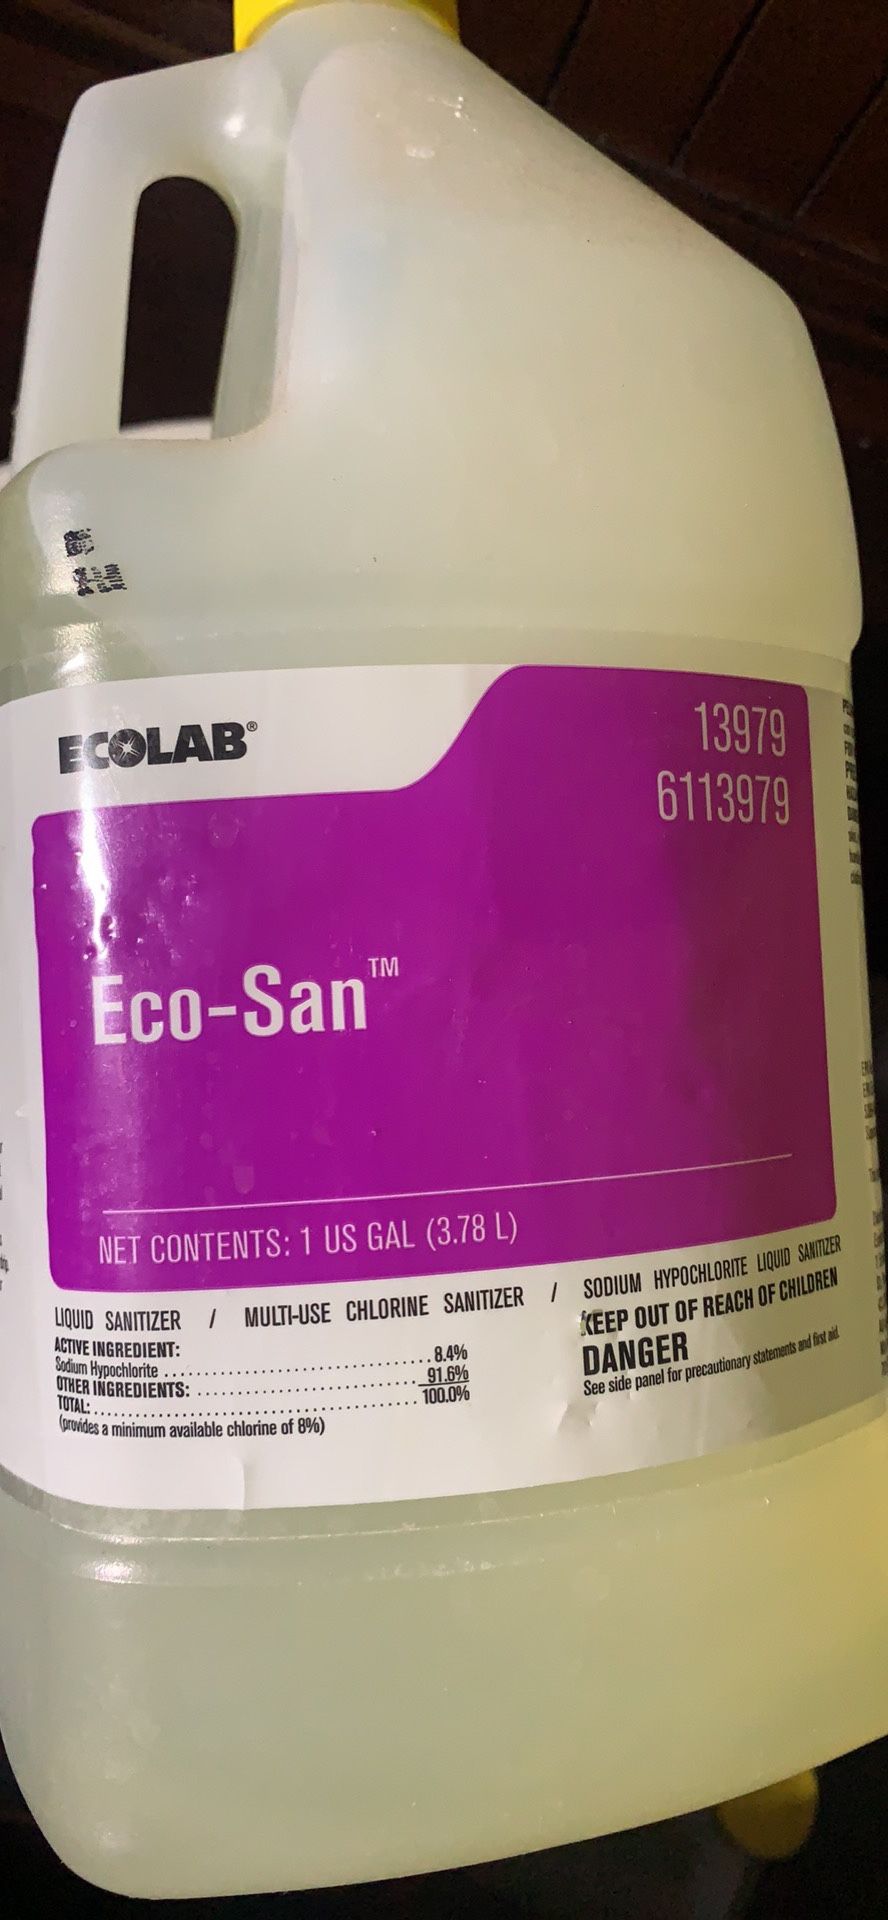 ECOLAB®
13979
6113979
Eco-San™
NET CONTENTS: 1 US GAL (3.78 L)
LIQUID SANITIZER / MULTI-USE CHLORINE SANITIZER / SODIUM HYPOCHLORITE LIQUID SANITIZER
ACTIVE INGREDIENT:
Sodium Hypochlorite ........................... 8.4%
OTHER INGREDIENTS: ...................... 91.6%
TOTAL: ........................................ 100.0%
(provides a minimum available chlorine of 8%)
KEEP OUT OF REACH OF CHILDREN
DANGER
See side panel for precautionary statements and first aid.